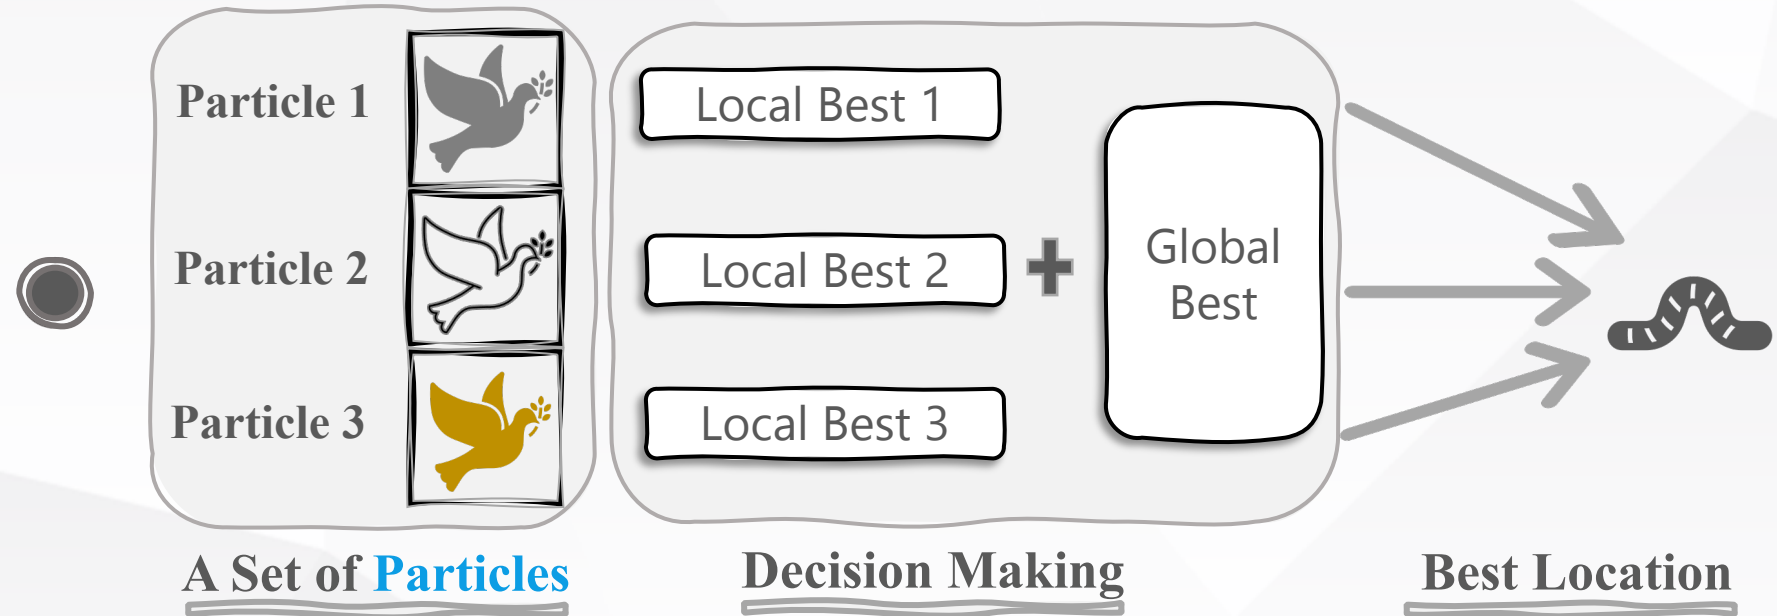 Particle 1
Local Best 1
Particle 2
Local Best 2
Global
Best
Particle 3
Local Best 3
A Set of Particles
Decision Making
Best Location